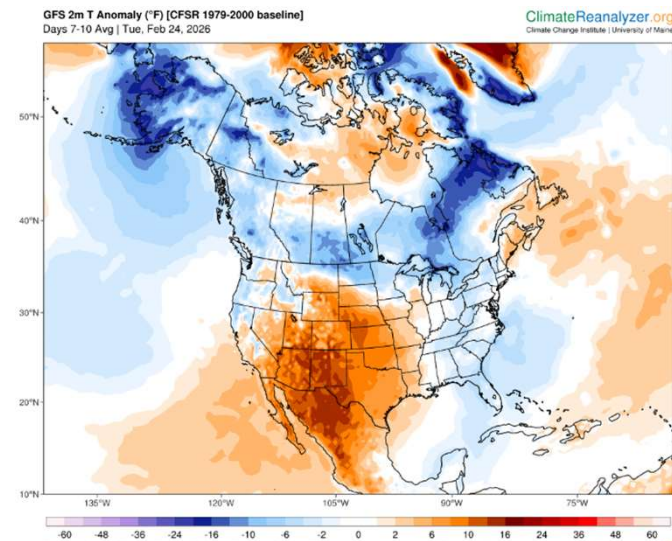 GFS 2m T Anomaly (°F) [CFSR 1979-2000 baseline]
Days 7-10 Avg | Tue, Feb 24, 2026
ClimateReanalyzer.org
Climate Change Institute | University of Maine
50°N
40°N
30°N
20°N
10°N
135°W
120°W
105°W
90°W
75°W
-60 -48 -36 -24 -16 -10 -6 -2 0 2 6 10 16 24 36 48 60